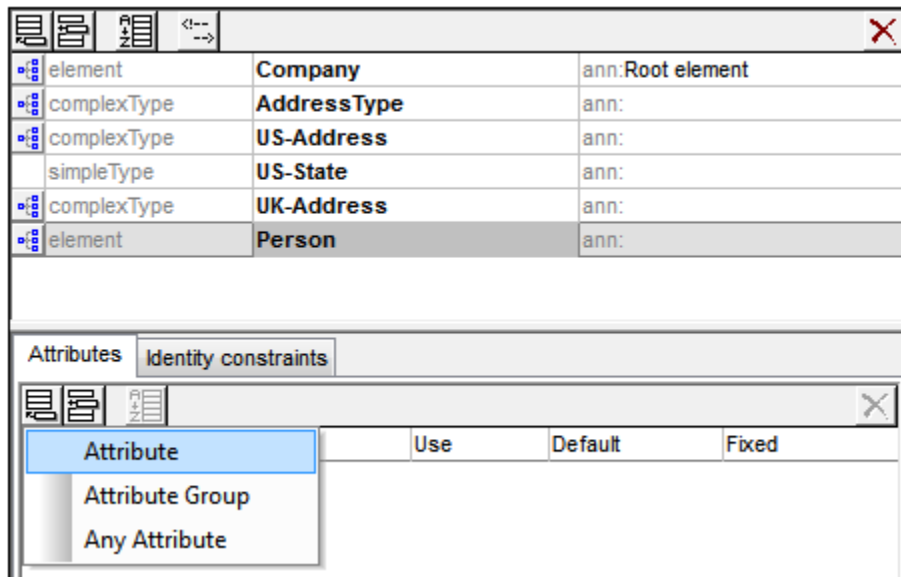 element Company ann:Root element
complexType AddressType ann:
complexType US-Address ann:
simpleType US-State ann:
complexType UK-Address ann:
element Person ann:
Attributes Identity constraints
Use Default Fixed
Attribute
Attribute Group
Any Attribute